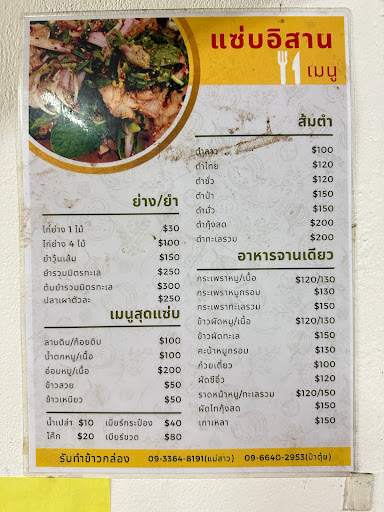 แซ่บอิสาน
เมนู
ย่าง/ยำ
ไก่ย่าง 1 ไม้ $30
ไก่ย่าง 4 ไม้ $100
ยำวุ้นเส้น $150
ยำรวมมิตรทะเล $250
ต้มยำรวมมิตรทะเล $300
ปลาเผาตัวละ $250
เมนูสุดแซ่บ
ลาบดิบ/ก้อยดิบ $100
น้ำตกหมู/เนื้อ $100
อ่อมหมู/เนื้อ $200
ข้าวสวย $50
ข้าวเหนียว $50
น้ำเปล่า $10 เบียร์กระป๋อง $40
โค๊ก $20 เบียร์ขวด $80
ส้มตำ
ตำลาว $100
ตำไทย $120
ตำซั่ว $120
ตำป่า $150
ตำมั่ว $150
ตำกุ้งสด $200
ตำทะเลรวม $200
อาหารจานเดียว
กระเพราหมู/เนื้อ $120/130
กระเพราหมูกรอบ $130
กระเพราทะเลรวม $150
ข้าวผัดหมู/เนื้อ $120/130
ข้าวผัดทะเล $150
คะน้าหมูกรอบ $130
ก๋วยเตี๋ยว $100
ผัดซีอิ๋ว $120
ราดหน้าหมู/ทะเลรวม $120/150
ผัดไทกุ้งสด $150
เกาเหลา $150
รับทำข้าวกล่อง 09-3364-8191(แม่สาว) 09-6640-2953(ป้าตุ่ย)